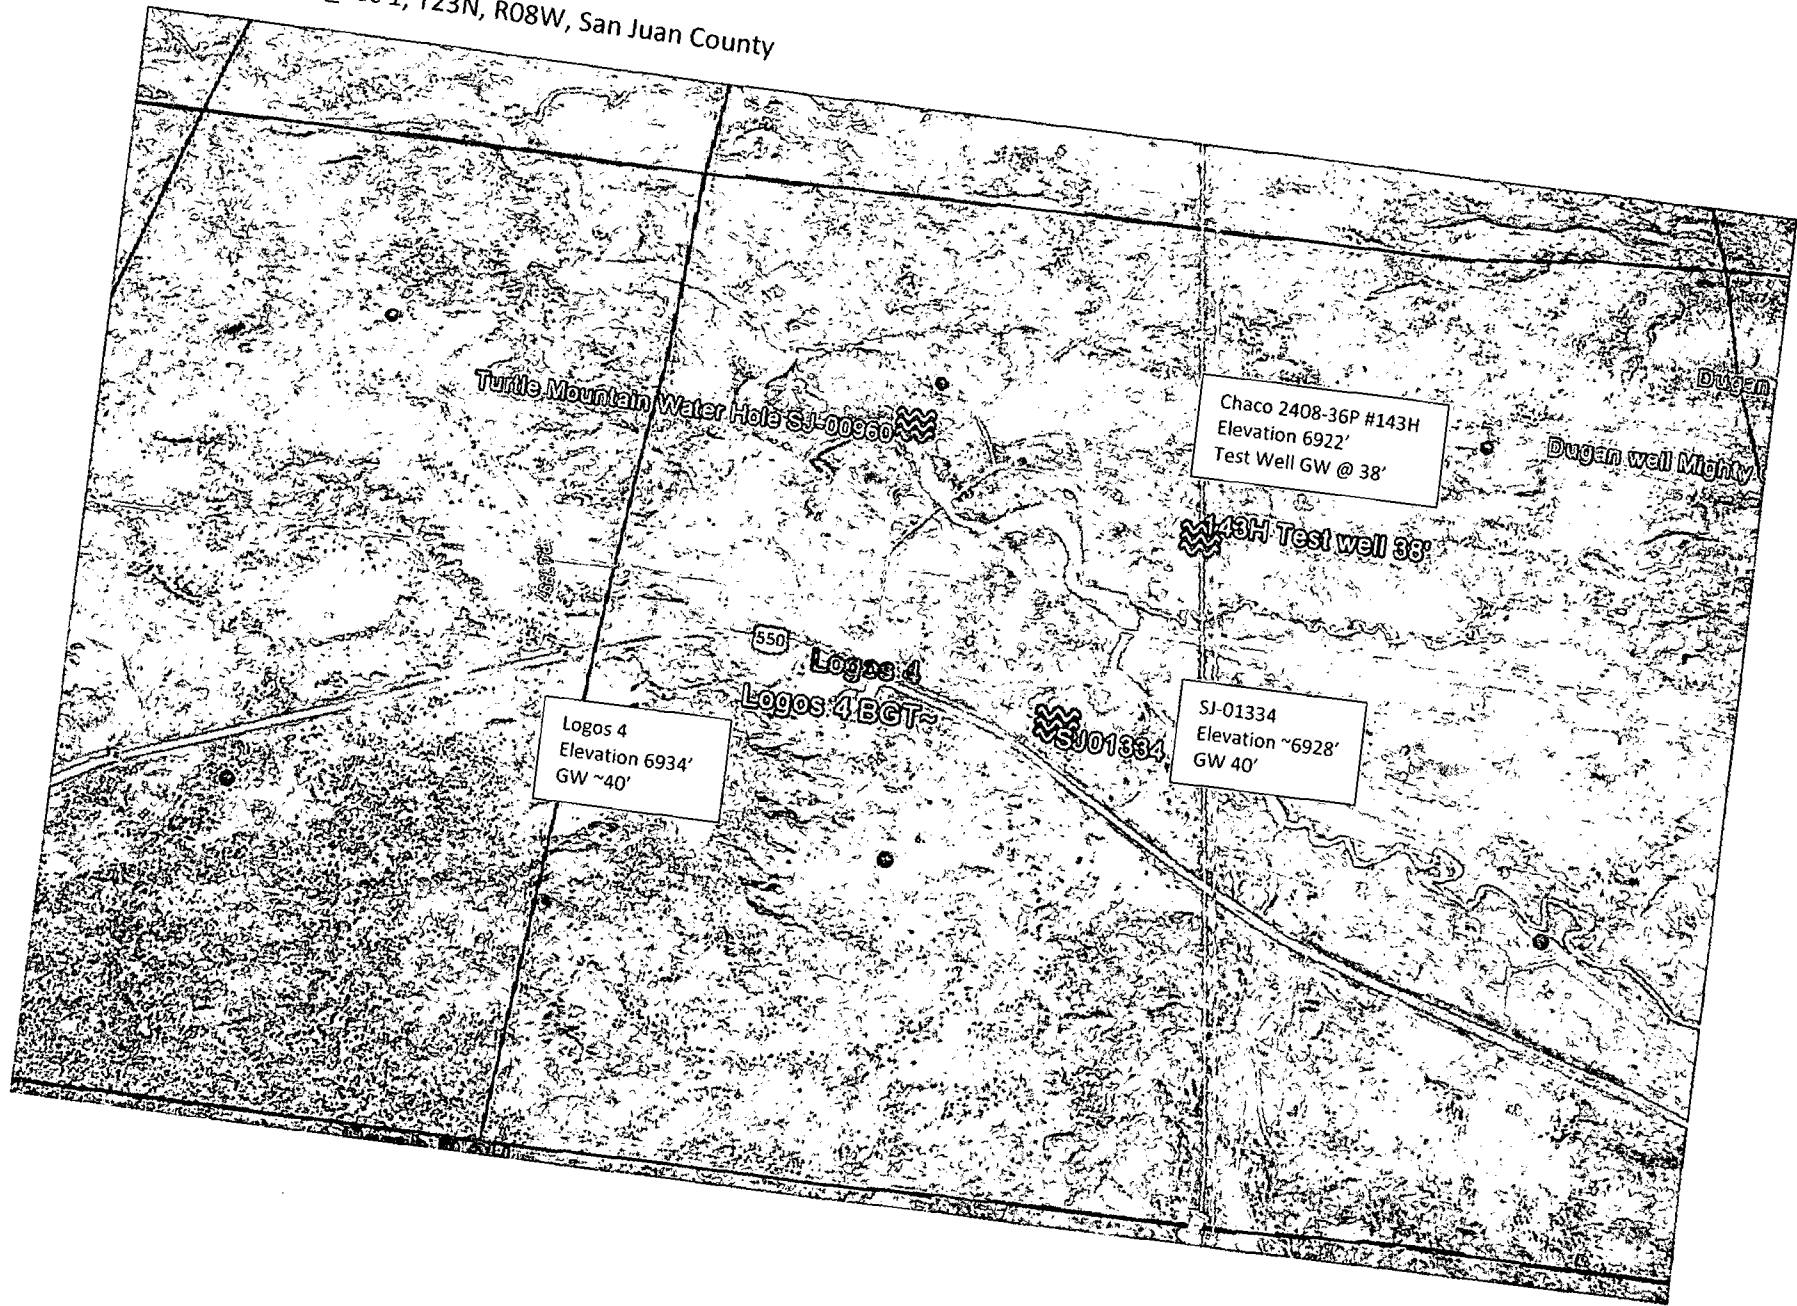 1, T23N, R08W, San Juan County
Turtle Mountain Water Hole SJ-00960
Chaco 2408-36P #143H
Elevation 6922'
Test Well GW @ 38'
Dugan
Dugan well Mighty
143H Test well 38'
550
Logos 4
Logos 4 BGT~
Logos 4
Elevation 6934'
GW ~40'
SJ01334
SJ-01334
Elevation ~6928'
GW 40'